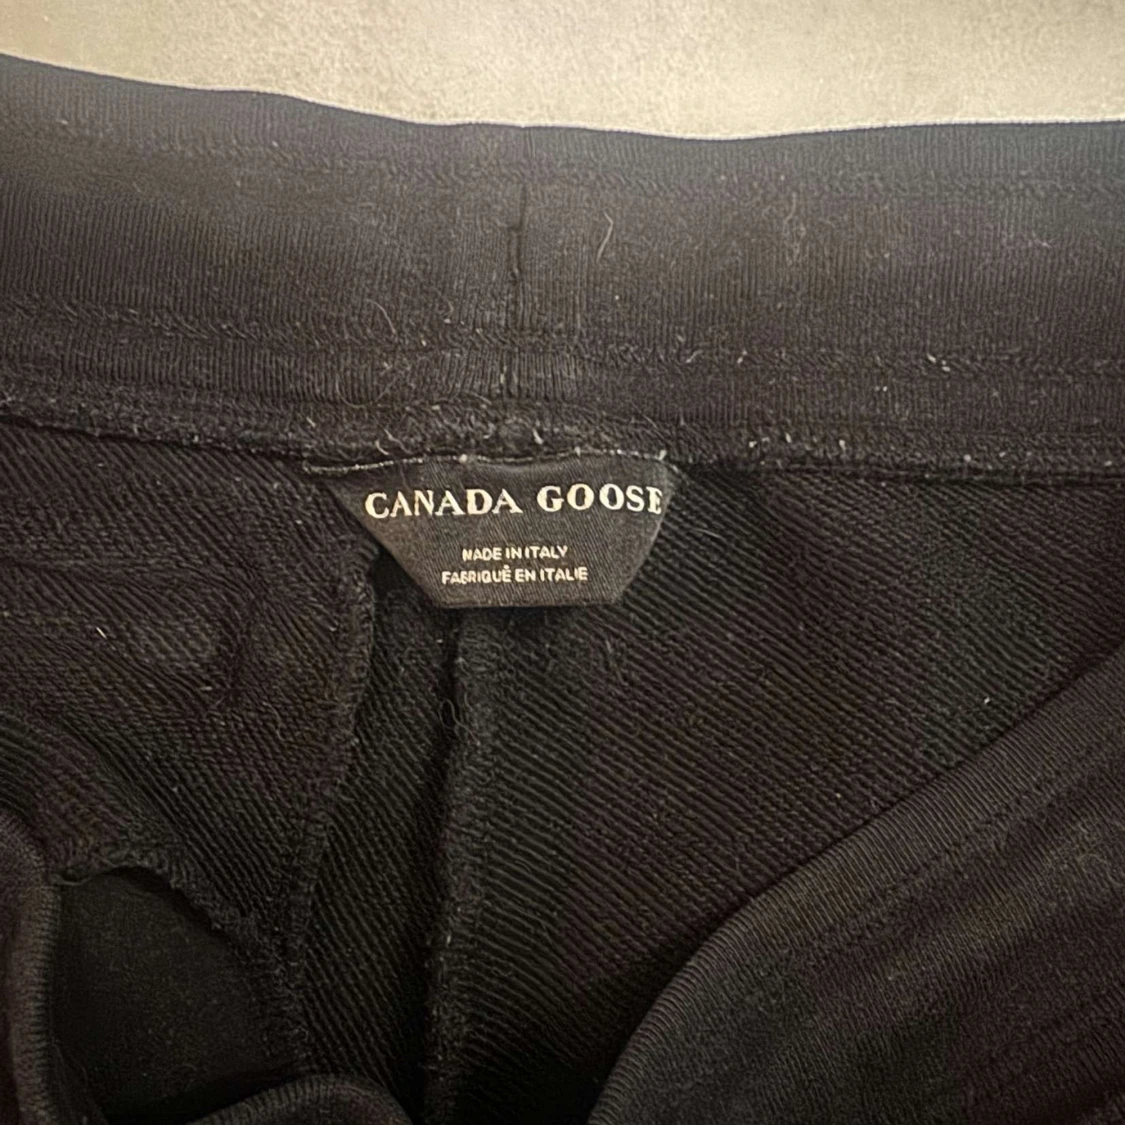 CANADA GOOSE
MADE IN ITALY
FABRIQUÉ EN ITALIE